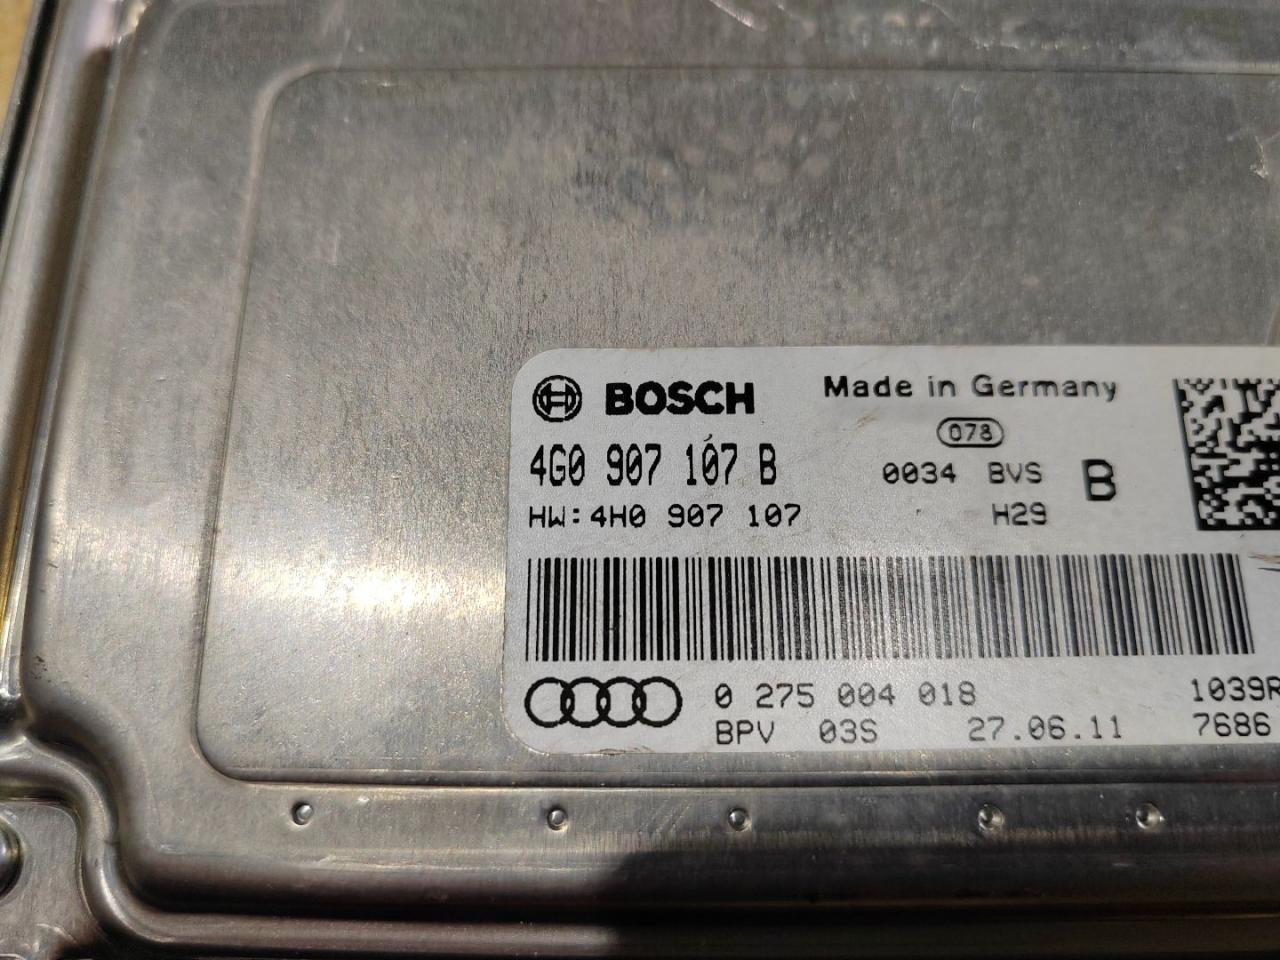 BOSCH Made in Germany
078
4G0 907 107 B 0034 BVS B
HW:4H0 907 107 H29
0 275 004 018 1039R
BPV 03S 27.06.11 7686